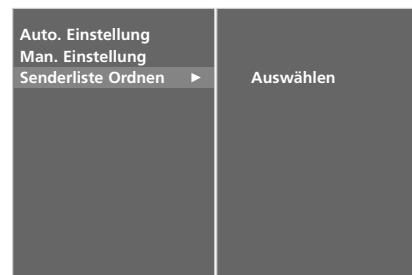 Auto. Einstellung
Man. Einstellung
Senderliste Ordnen ►
Auswählen